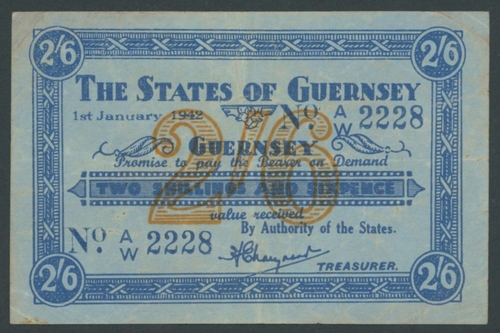 2/6 2/6
THE STATES OF GUERNSEY
1st January 1942 No. A/W 2228
2/6
GUERNSEY
Promise to pay the Bearer on Demand
TWO SHILLINGS AND SIXPENCE
value received
By Authority of the States.
No. A/W 2228
TREASURER.
2/6 2/6